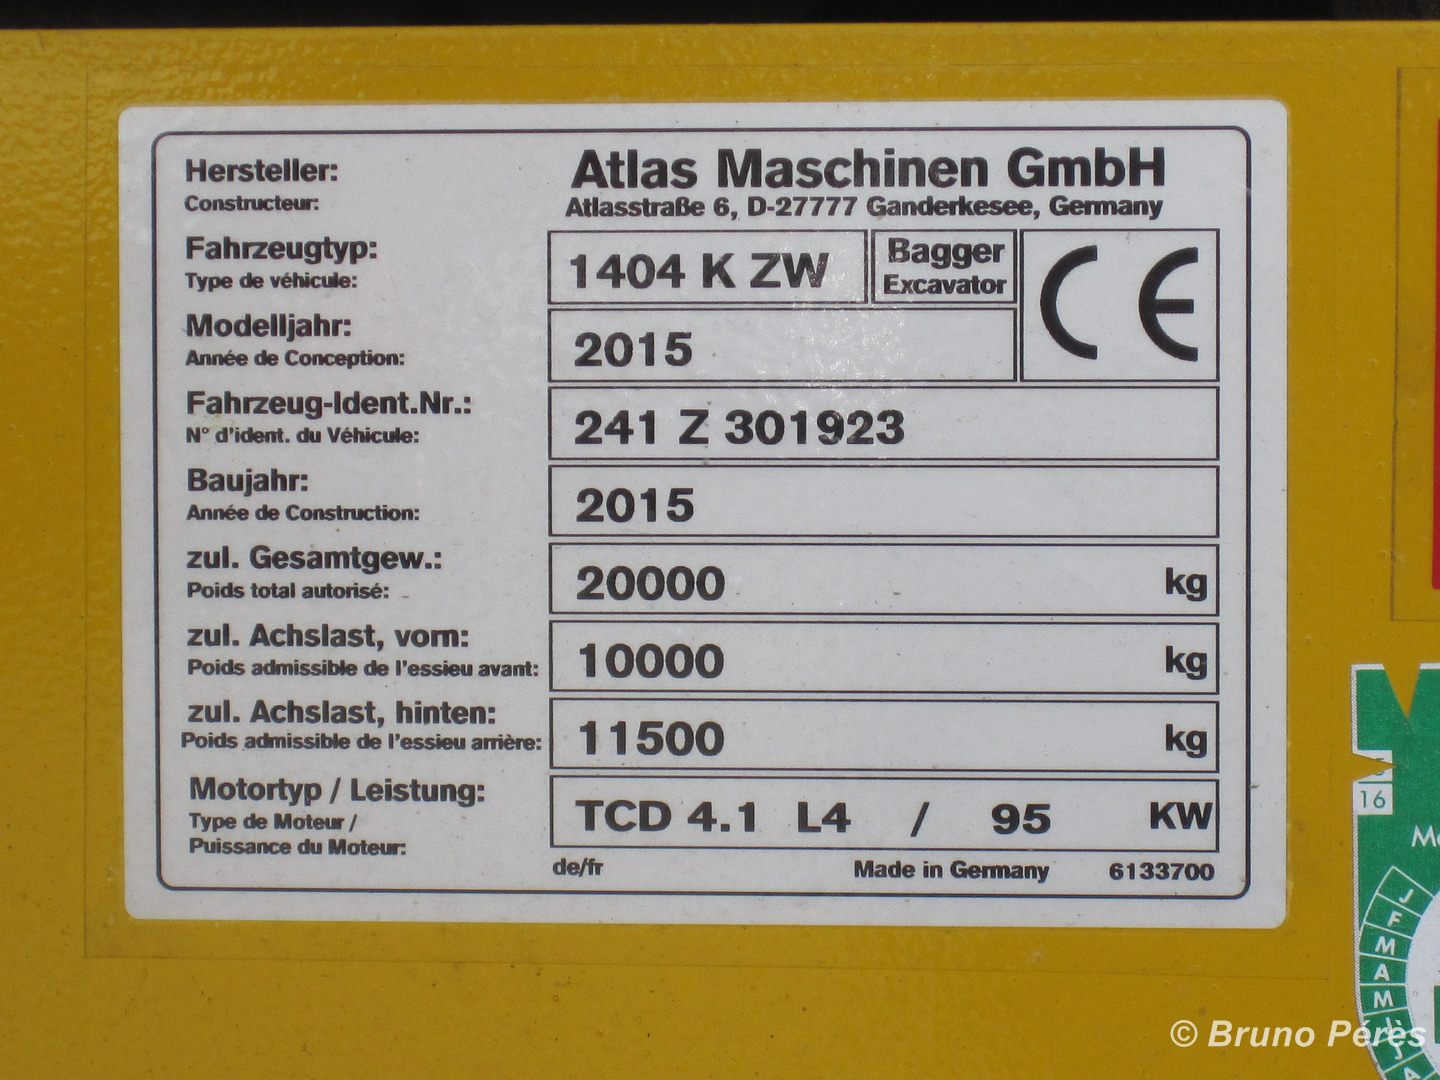 Hersteller: Atlas Maschinen GmbH
Constructeur: Atlasstraße 6, D-27777 Ganderkesee, Germany
Fahrzeugtyp: 1404 K ZW Bagger
Type de véhicule: Excavator
CE
Modelljahr: 2015
Année de Conception:
Fahrzeug-Ident.Nr.: 241 Z 301923
N° d'ident. du Véhicule:
Baujahr: 2015
Année de Construction:
zul. Gesamtgew.: 20000 kg
Poids total autorisé:
zul. Achslast, vorn: 10000 kg
Poids admissible de l'essieu avant:
zul. Achslast, hinten: 11500 kg
Poids admissible de l'essieu arrière:
Motortyp / Leistung: TCD 4.1 L4 / 95 KW
Type de Moteur /
Puissance du Moteur:
de/fr Made in Germany 6133700
16
J
F
M
A
M
J
J
A
© Bruno Pérès